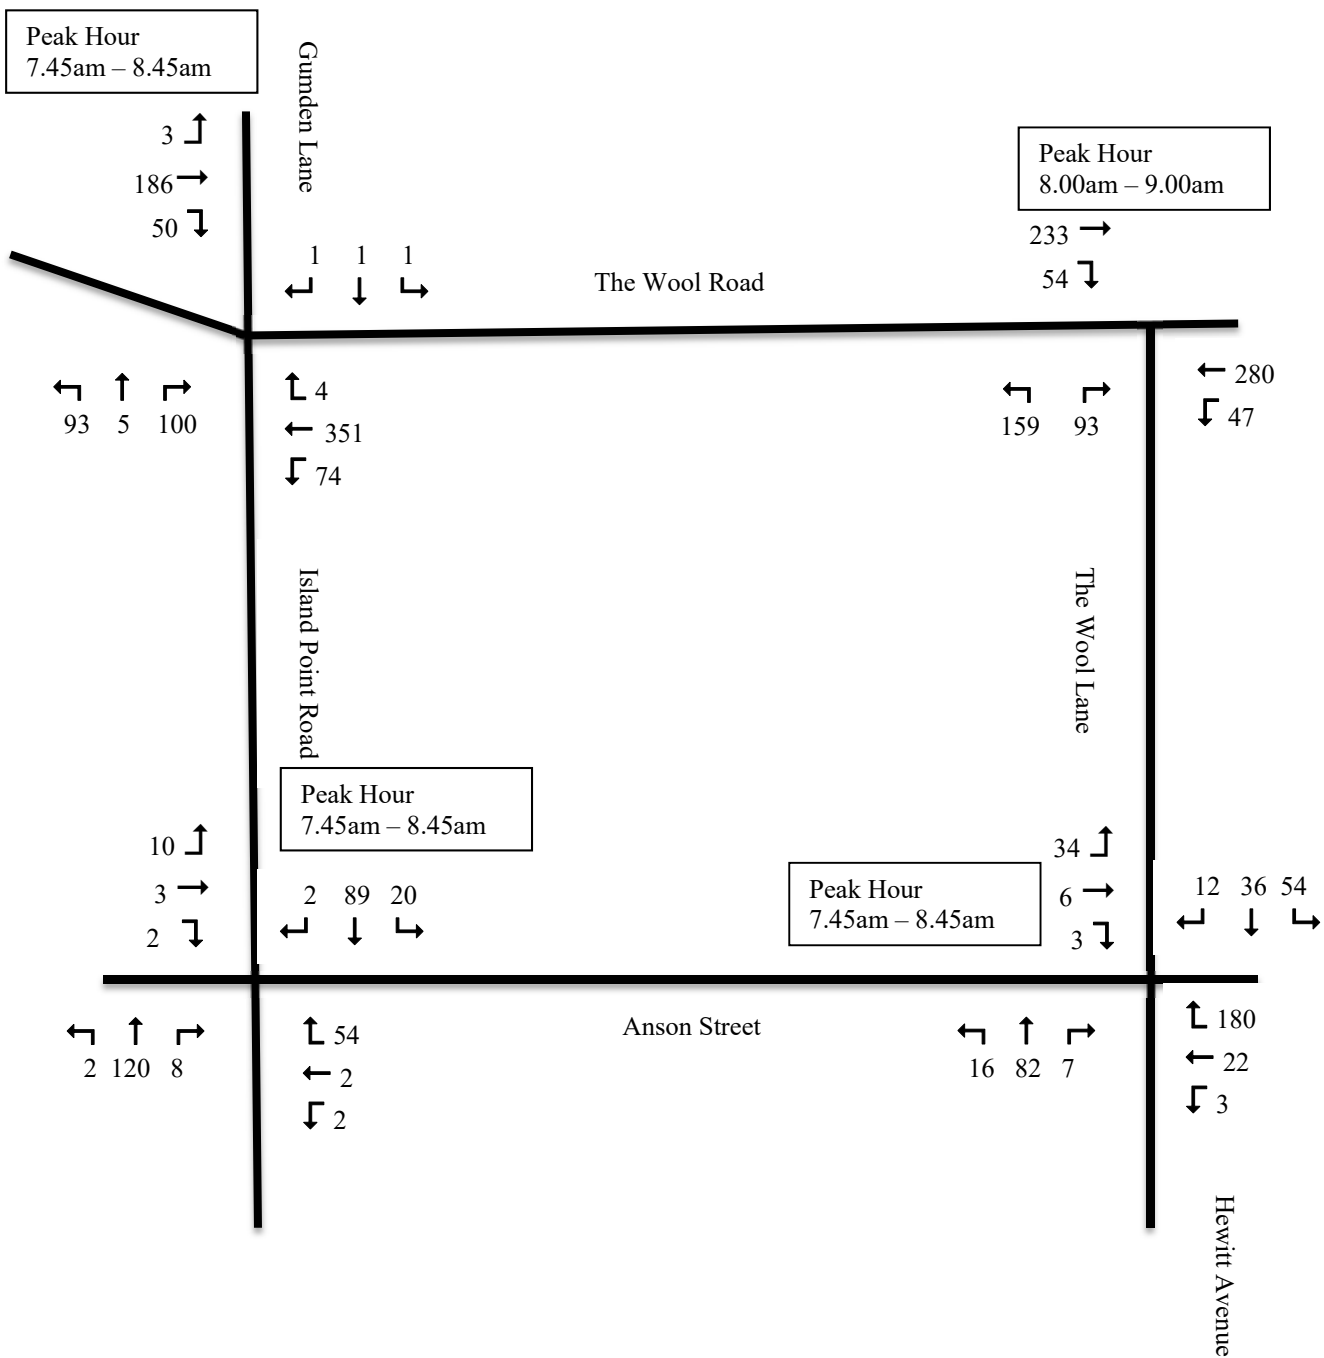 Peak Hour
7.45am – 8.45am
Gumden Lane
3
186
50
1 1 1
The Wool Road
Peak Hour
8.00am – 9.00am
233
54
93 5 100
4
351
74
159 93
280
47
Island Point Road
The Wool Lane
Peak Hour
7.45am – 8.45am
10
3
2
2 89 20
Peak Hour
7.45am – 8.45am
34
6
3
12 36 54
2 120 8
54
2
2
Anson Street
16 82 7
180
22
3
Hewitt Avenue